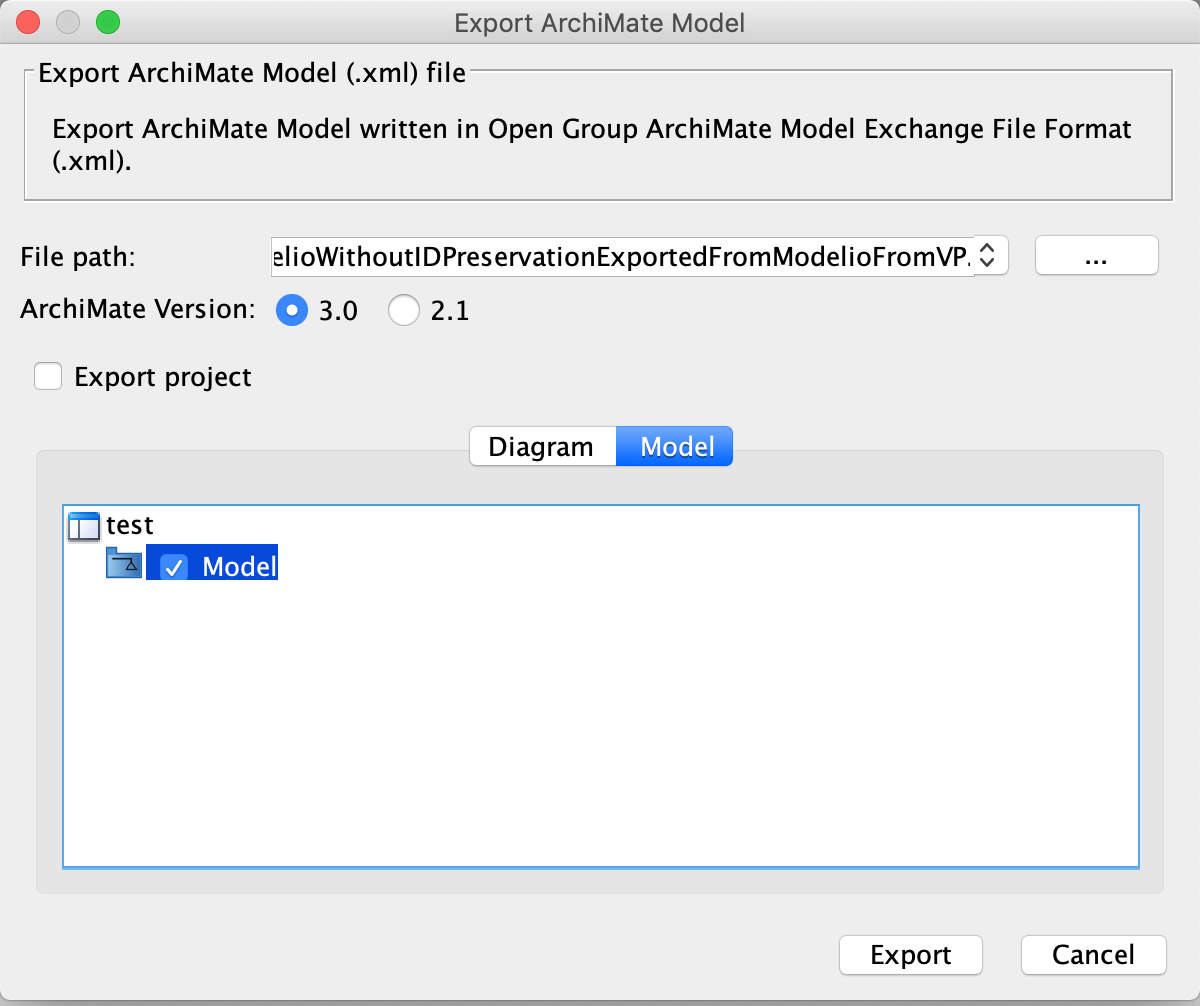 Export ArchiMate Model
Export ArchiMate Model (.xml) file
Export ArchiMate Model written in Open Group ArchiMate Model Exchange File Format
(.xml).
File path: elioWithoutIDPreservationExportedFromModelioFromVP. ...
ArchiMate Version: 3.0 2.1
Export project
Diagram Model
test
Model
Export Cancel